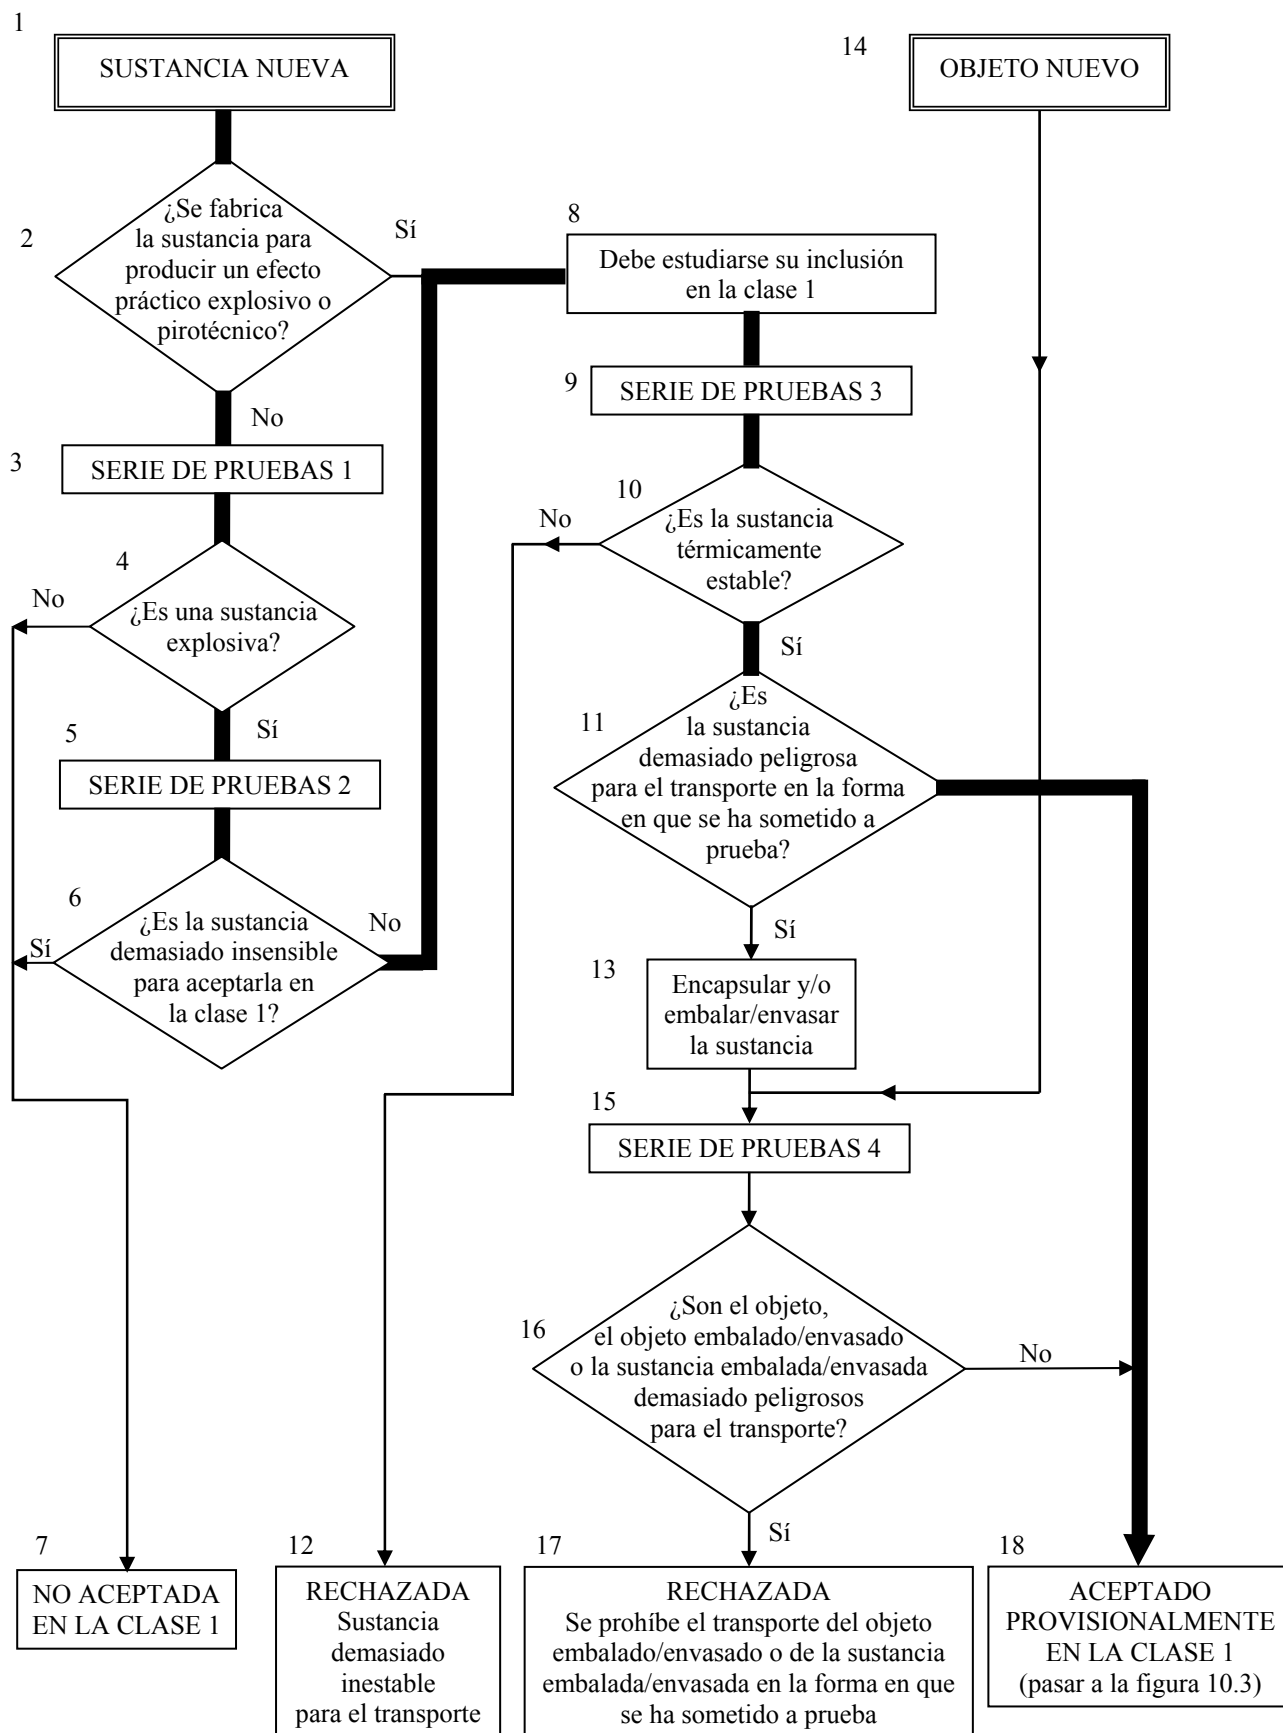 1
SUSTANCIA NUEVA
14
OBJETO NUEVO
2
¿Se fabrica
la sustancia para
producir un efecto
práctico explosivo o
pirotécnico?
Sí
No
8
Debe estudiarse su inclusión
en la clase 1
9
SERIE DE PRUEBAS 3
3
SERIE DE PRUEBAS 1
10
¿Es la sustancia
térmicamente
estable?
No
Sí
4
¿Es una sustancia
explosiva?
No
Sí
11
¿Es
la sustancia
demasiado peligrosa
para el transporte en la forma
en que se ha sometido a
prueba?
Sí
5
SERIE DE PRUEBAS 2
6
¿Es la sustancia
demasiado insensible
para aceptarla en
la clase 1?
Sí
No
13
Encapsular y/o
embalar/envasar
la sustancia
15
SERIE DE PRUEBAS 4
16
¿Son el objeto,
el objeto embalado/envasado
o la sustancia embalada/envasada
demasiado peligrosos
para el transporte?
No
Sí
7
NO ACEPTADA
EN LA CLASE 1
12
RECHAZADA
Sustancia
demasiado
inestable
para el transporte
17
RECHAZADA
Se prohíbe el transporte del objeto
embalado/envasado o de la sustancia
embalada/envasada en la forma en que
se ha sometido a prueba
18
ACEPTADO
PROVISIONALMENTE
EN LA CLASE 1
(pasar a la figura 10.3)